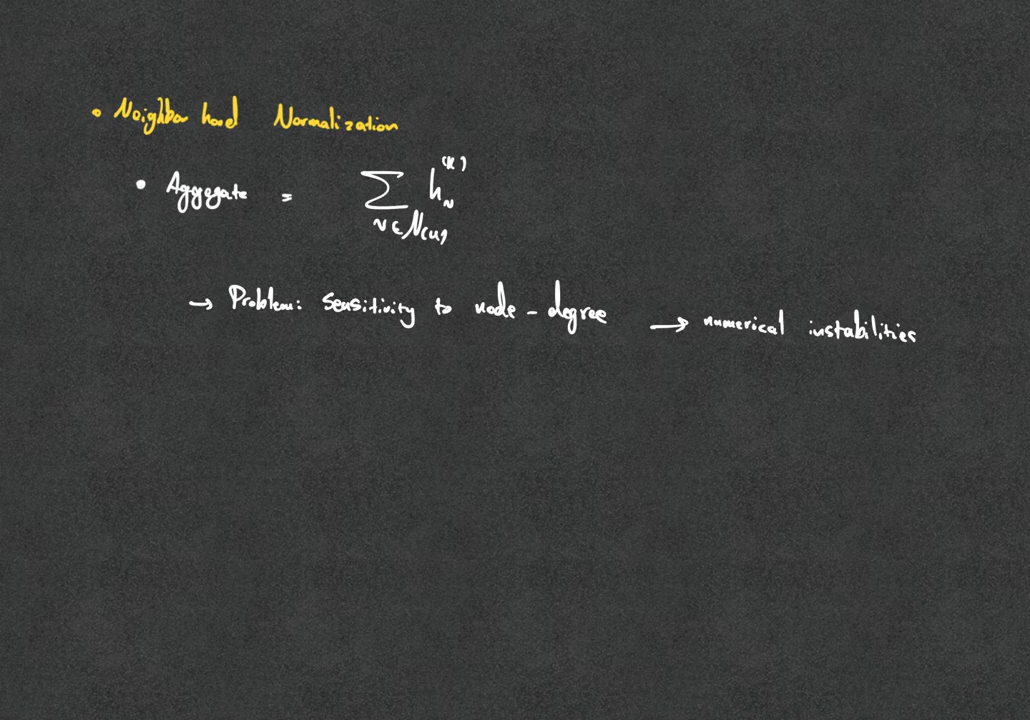 • Neighborhood Normalization
• Aggregate = ∑_{v ∈ N(u)} h_v^{(k)}
→ Problem: sensitivity to node-degree → numerical instabilities